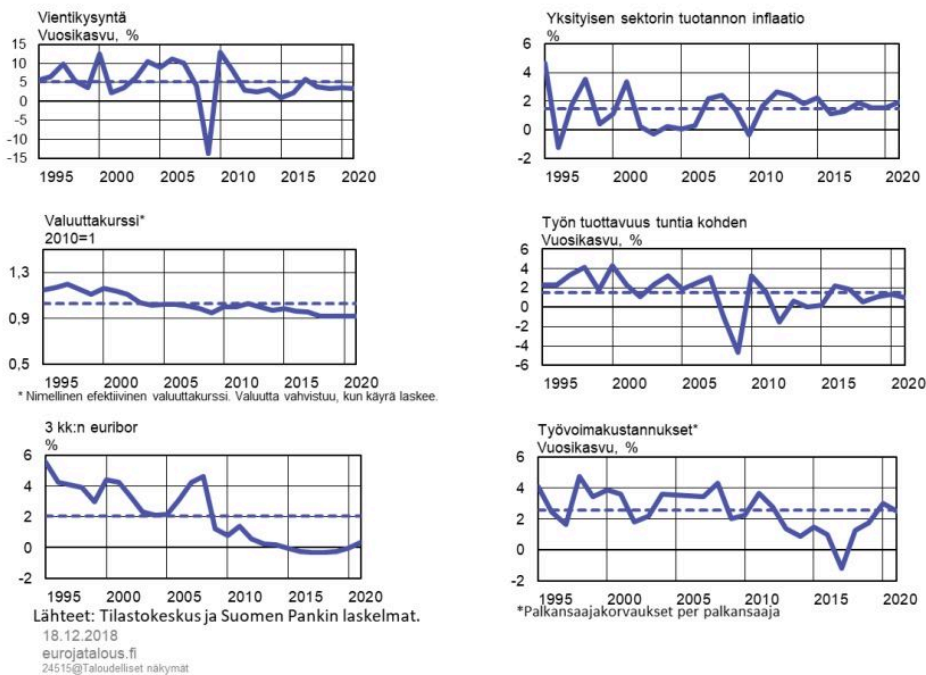 Vientikysyntä
Vuosikasvu, %
15
10
5
0
-5
-10
-15
1995 2000 2005 2010 2015 2020
Yksityisen sektorin tuotannon inflaatio
%
6
4
2
0
-2
1995 2000 2005 2010 2015 2020
Valuuttakurssi*
2010=1
1,3
0,9
0,5
1995 2000 2005 2010 2015 2020
* Nimellinen efektiivinen valuuttakurssi. Valuutta vahvistuu, kun käyrä laskee.
Työn tuottavuus tuntia kohden
Vuosikasvu, %
6
4
2
0
-2
-4
-6
1995 2000 2005 2010 2015 2020
3 kk:n euribor
%
6
4
2
0
-2
1995 2000 2005 2010 2015 2020
Työvoimakustannukset*
Vuosikasvu, %
6
4
2
0
-2
1995 2000 2005 2010 2015 2020
*Palkansaajakorvaukset per palkansaaja
Lähteet: Tilastokeskus ja Suomen Pankin laskelmat.
18.12.2018
eurojatalous.fi
24515@Taloudelliset näkymät